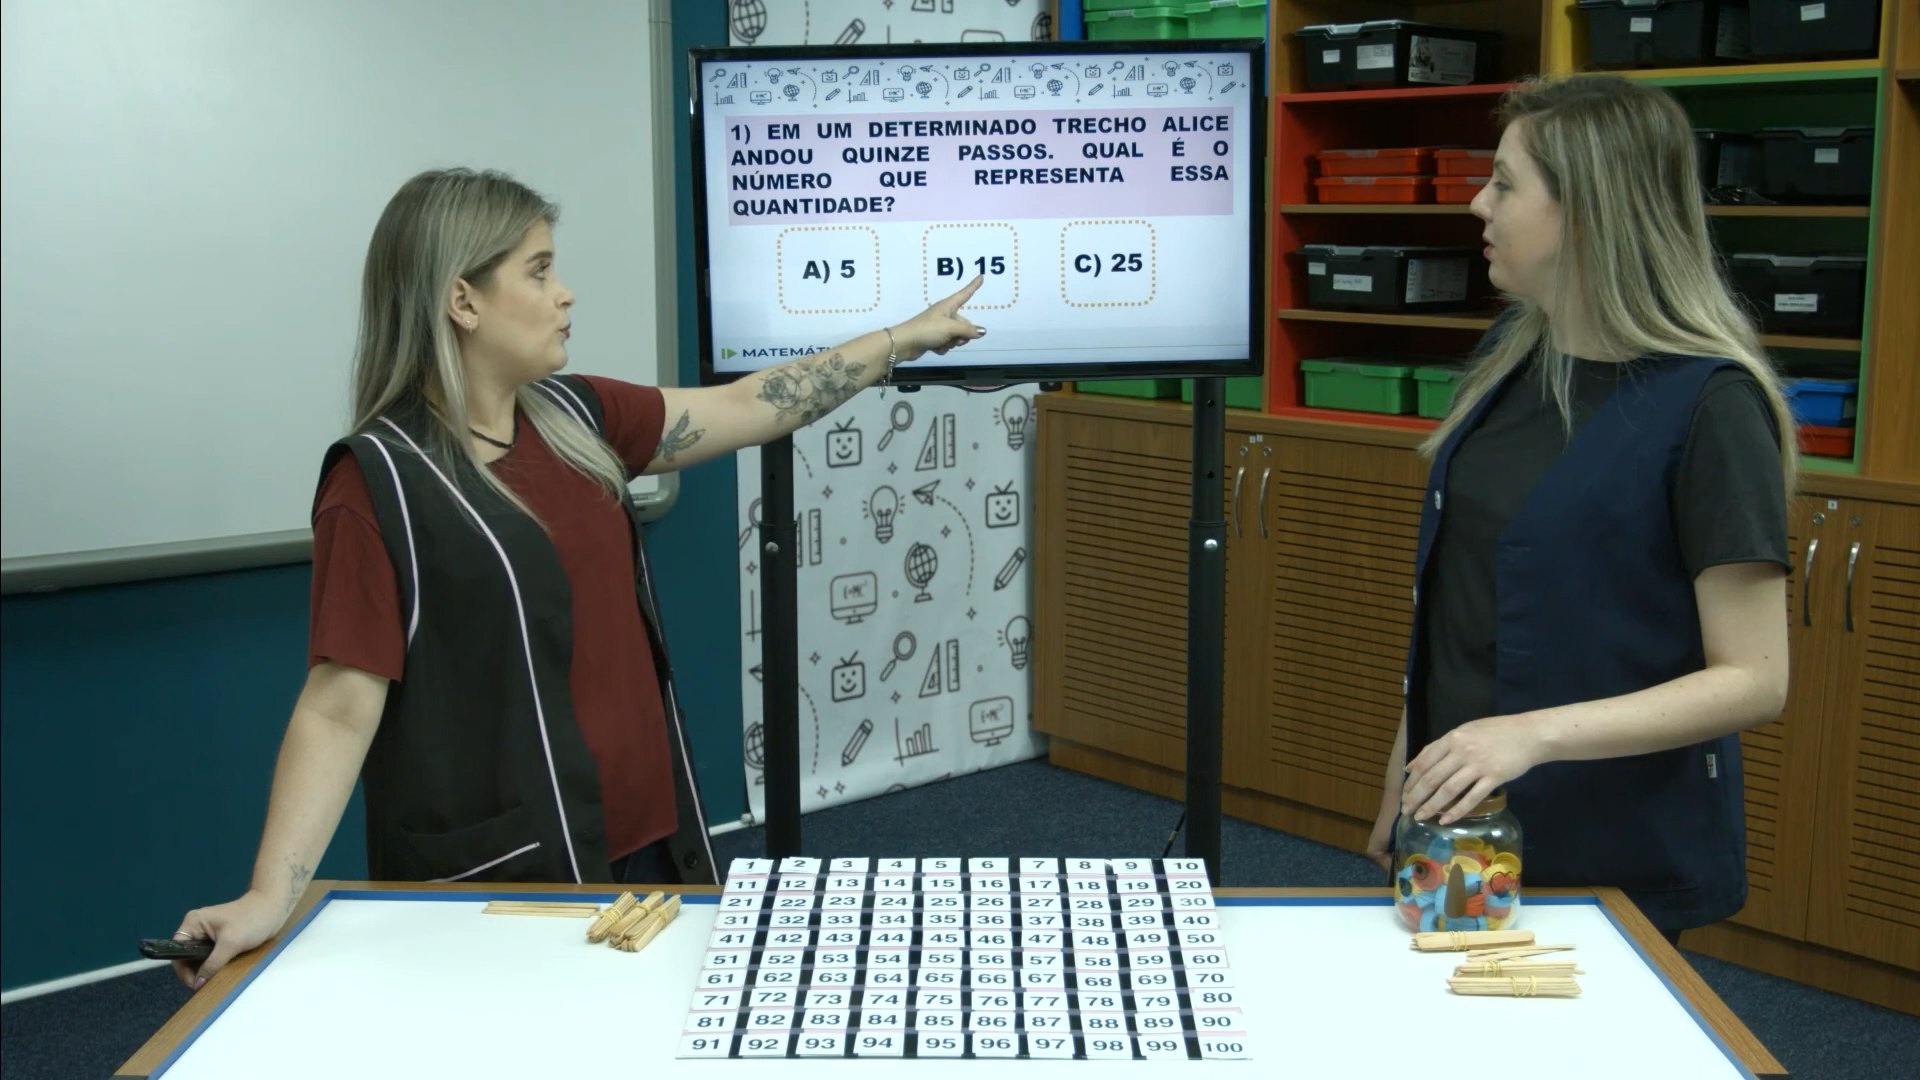 1) EM UM DETERMINADO TRECHO ALICE
ANDOU QUINZE PASSOS. QUAL É O
NÚMERO QUE REPRESENTA ESSA
QUANTIDADE?
A) 5 B) 15 C) 25
1 2 3 4 5 6 7 8 9 10
11 12 13 14 15 16 17 18 19 20
21 22 23 24 25 26 27 28 29 30
31 32 33 34 35 36 37 38 39 40
41 42 43 44 45 46 47 48 49 50
51 52 53 54 55 56 57 58 59 60
61 62 63 64 65 66 67 68 69 70
71 72 73 74 75 76 77 78 79 80
81 82 83 84 85 86 87 88 89 90
91 92 93 94 95 96 97 98 99 100